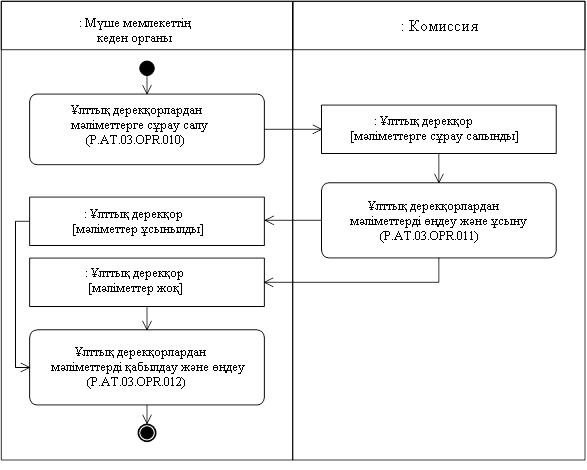 : Мүше мемлекеттің
кеден органы
: Комиссия
Ұлттық дерекқорлардан
мәліметтерге сұрау салу
(P.AT.03.OPR.010)
: Ұлттық дерекқор
[мәліметтерге сұрау салынды]
Ұлттық дерекқорлардан
мәліметтерді өңдеу және ұсыну
(P.AT.03.OPR.011)
: Ұлттық дерекқор
[мәліметтер ұсынылды]
: Ұлттық дерекқор
[мәліметтер жоқ]
Ұлттық дерекқорлардан
мәліметтерді қабылдау және өңдеу
(P.AT.03.OPR.012)